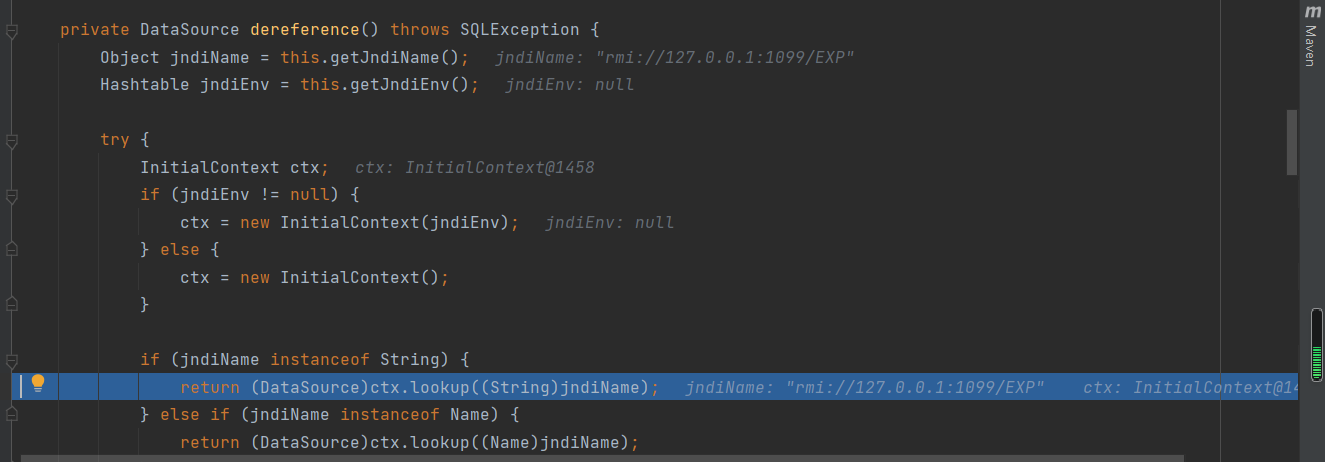 private DataSource dereference() throws SQLException {
Object jndiName = this.getJndiName(); jndiName: "rmi://127.0.0.1:1099/EXP"
Hashtable jndiEnv = this.getJndiEnv(); jndiEnv: null
try {
InitialContext ctx; ctx: InitialContext@1458
if (jndiEnv != null) {
ctx = new InitialContext(jndiEnv); jndiEnv: null
} else {
ctx = new InitialContext();
}
if (jndiName instanceof String) {
return (DataSource)ctx.lookup((String)jndiName); jndiName: "rmi://127.0.0.1:1099/EXP" ctx: InitialContext@14
} else if (jndiName instanceof Name) {
return (DataSource)ctx.lookup((Name)jndiName);
m
Maven